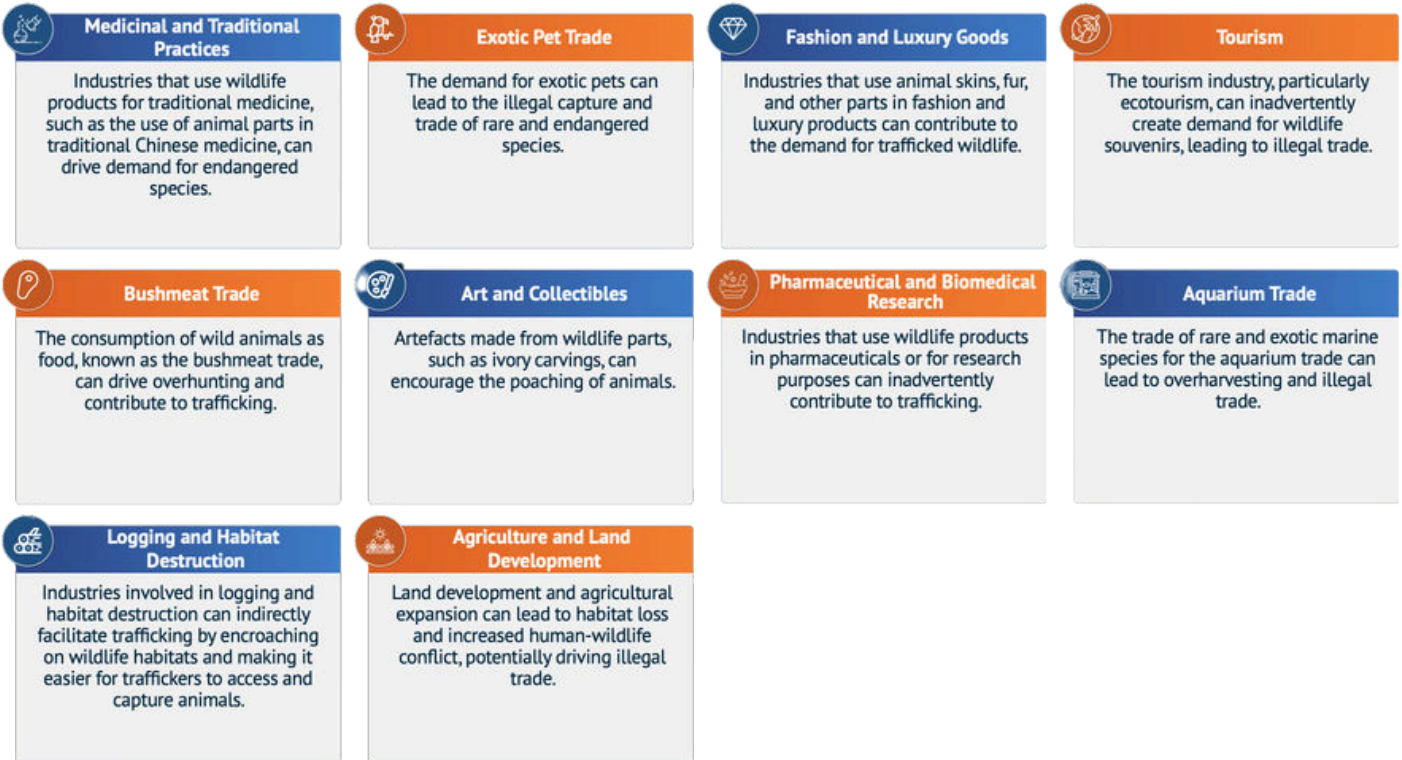 Medicinal and Traditional
Practices
Industries that use wildlife
products for traditional medicine,
such as the use of animal parts in
traditional Chinese medicine, can
drive demand for endangered
species.
Exotic Pet Trade
The demand for exotic pets can
lead to the illegal capture and
trade of rare and endangered
species.
Fashion and Luxury Goods
Industries that use animal skins, fur,
and other parts in fashion and
luxury products can contribute to
the demand for trafficked wildlife.
Tourism
The tourism industry, particularly
ecotourism, can inadvertently
create demand for wildlife
souvenirs, leading to illegal trade.
Bushmeat Trade
The consumption of wild animals as
food, known as the bushmeat trade,
can drive overhunting and
contribute to trafficking.
Art and Collectibles
Artefacts made from wildlife parts,
such as ivory carvings, can
encourage the poaching of animals.
Pharmaceutical and Biomedical
Research
Industries that use wildlife products
in pharmaceuticals or for research
purposes can inadvertently
contribute to trafficking.
Aquarium Trade
The trade of rare and exotic marine
species for the aquarium trade can
lead to overharvesting and illegal
trade.
Logging and Habitat
Destruction
Industries involved in logging and
habitat destruction can indirectly
facilitate trafficking by encroaching
on wildlife habitats and making it
easier for traffickers to access and
capture animals.
Agriculture and Land
Development
Land development and agricultural
expansion can lead to habitat loss
and increased human-wildlife
conflict, potentially driving illegal
trade.